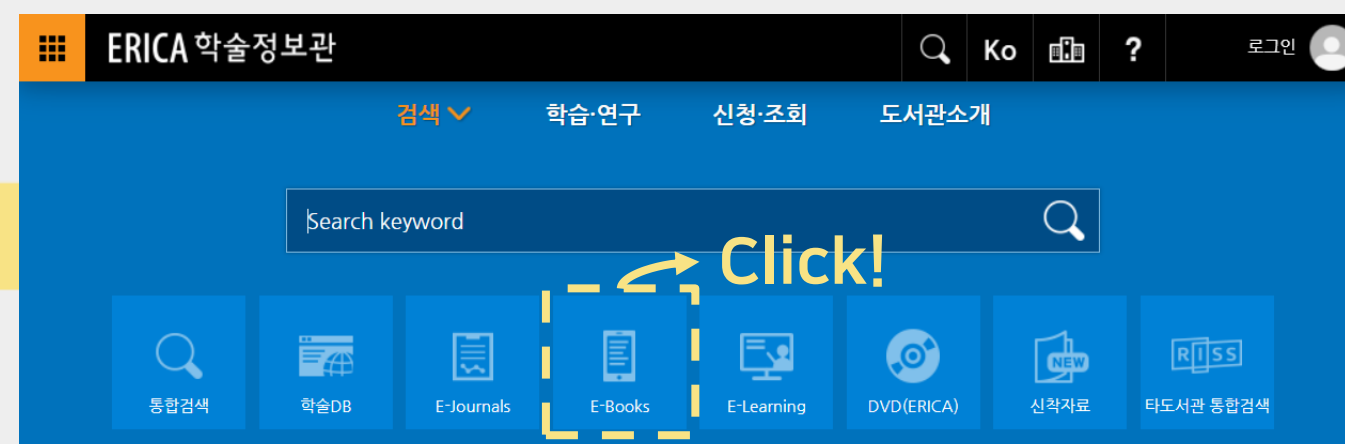 ERICA 학술정보관 Ko ? 로그인
검색 학습·연구 신청·조회 도서관소개
Search keyword
Click!
NEW RISS
통합검색 학술DB E-Journals E-Books E-Learning DVD(ERICA) 신착자료 타도서관 통합검색